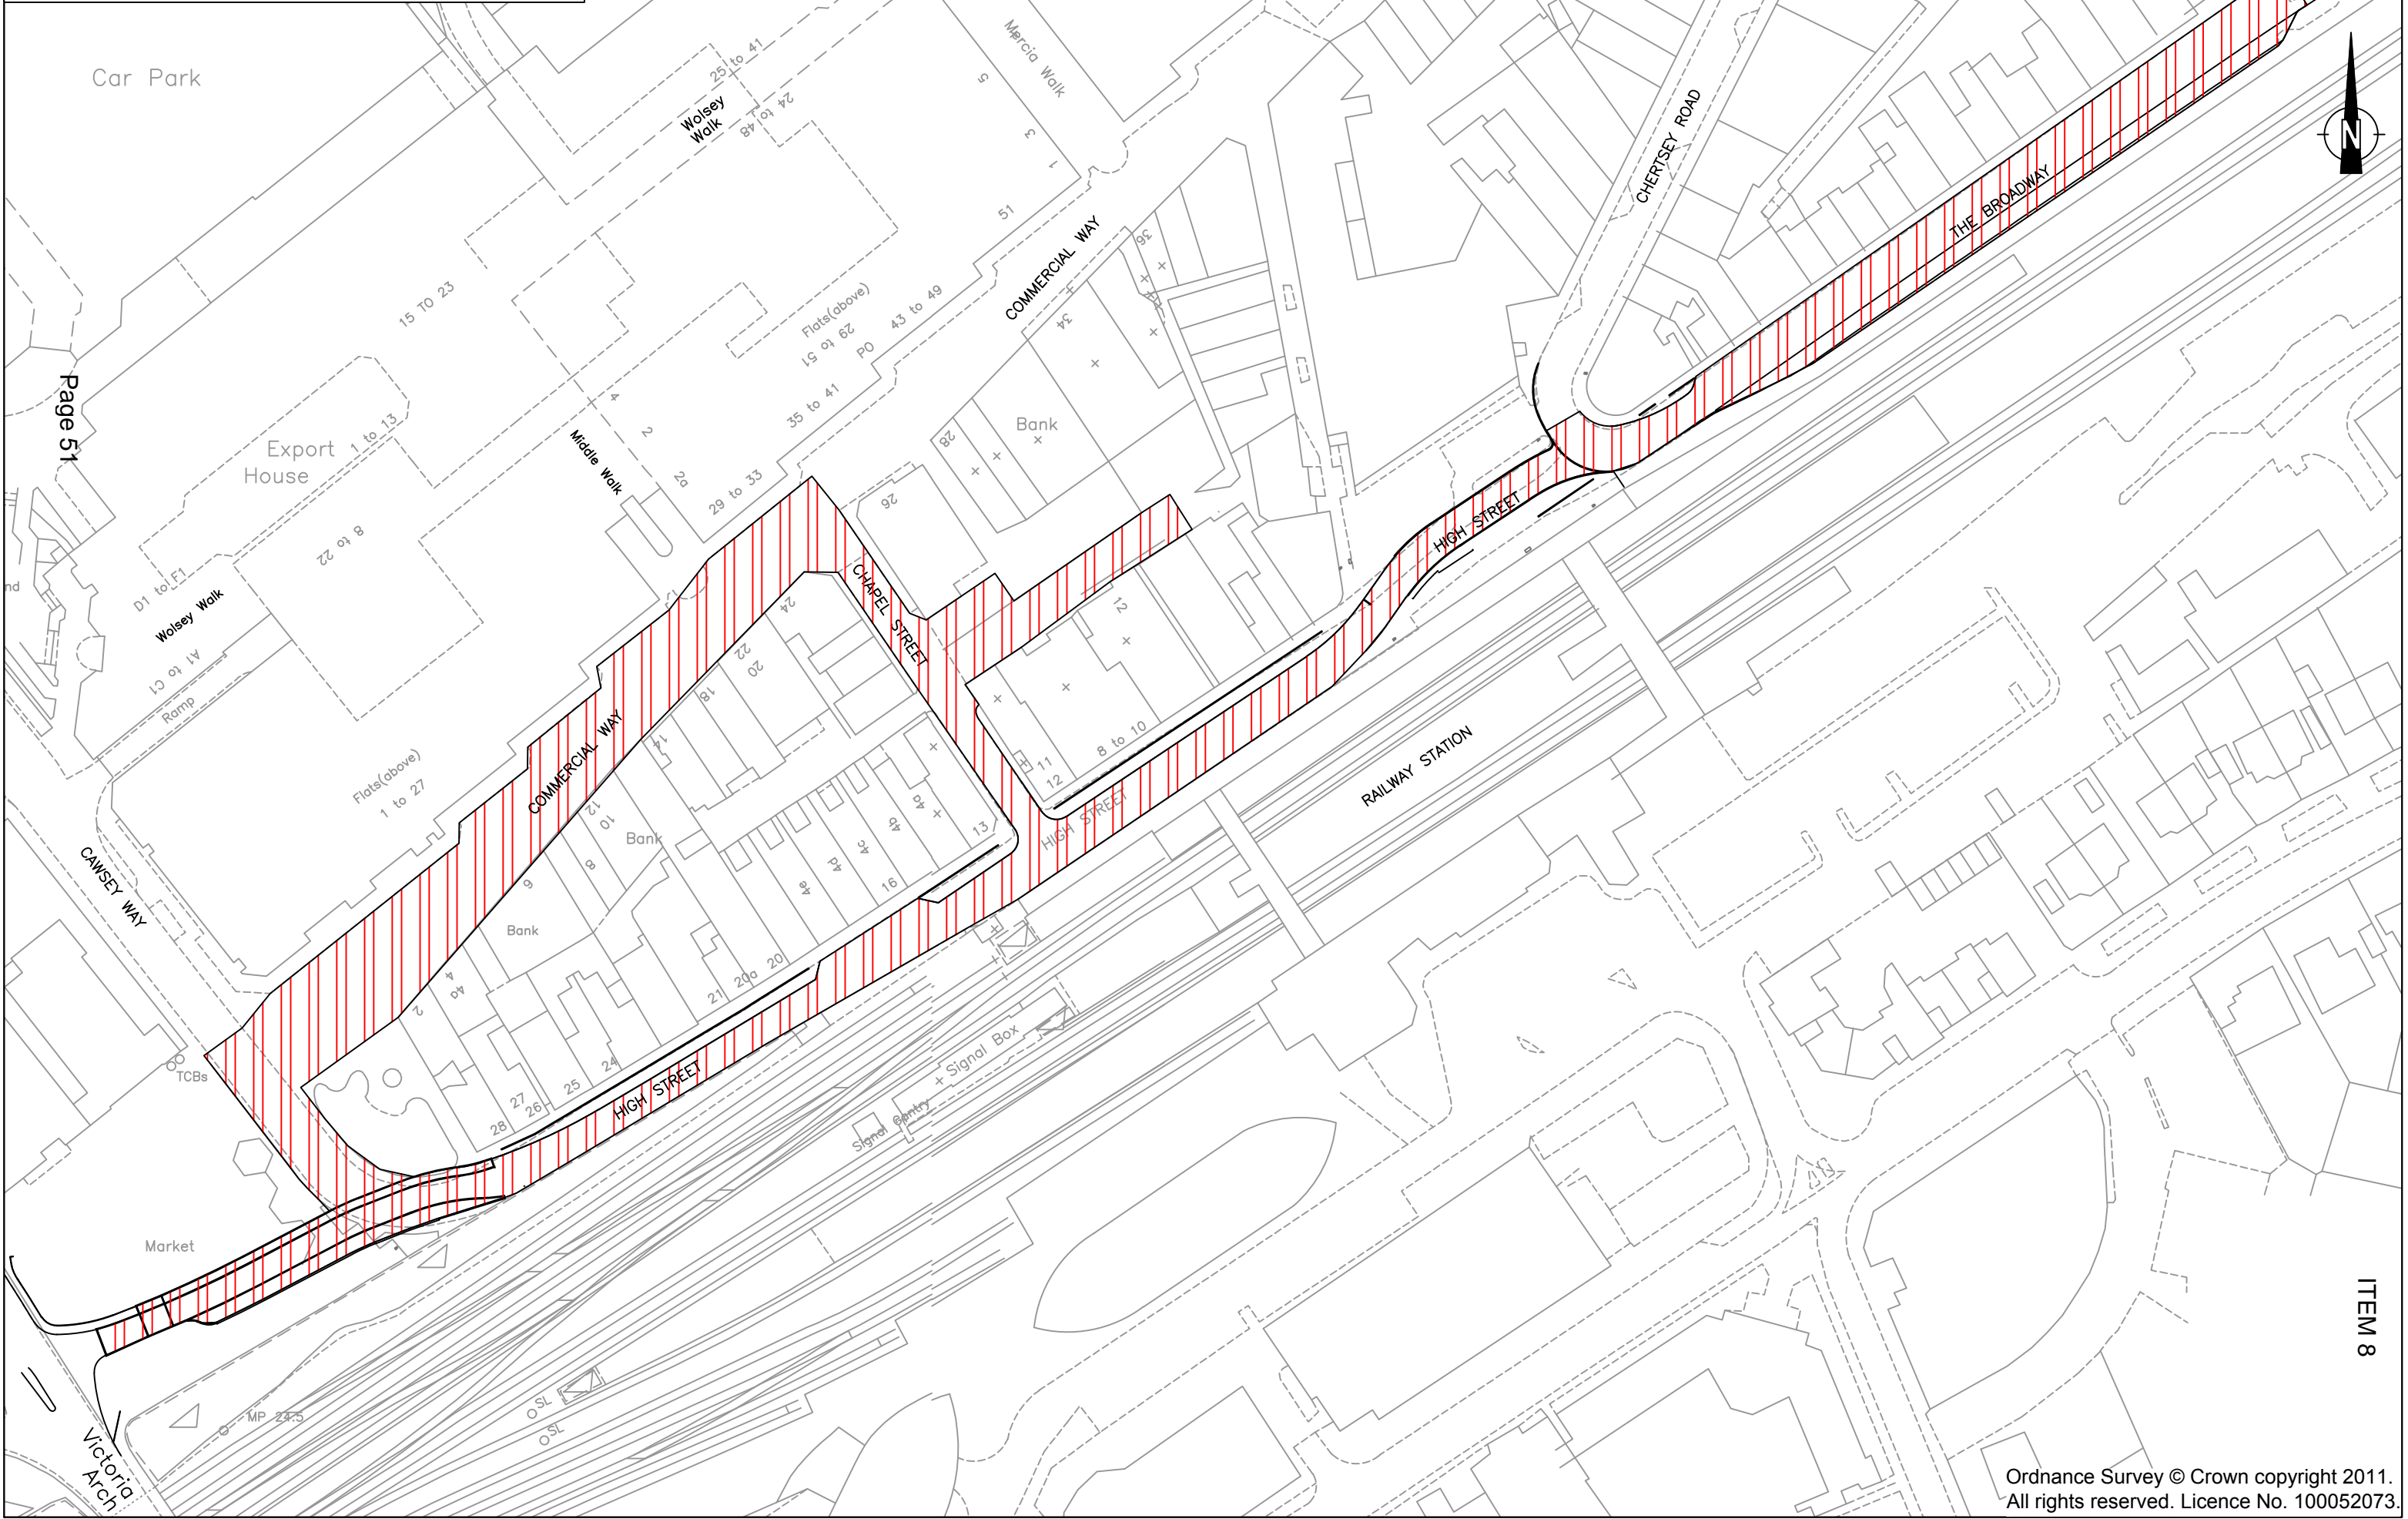 Car Park
25 to 41
Wolsey
Walk
24 to 48
Mercia Walk
5
3
1
51
COMMERCIAL WAY
36
34
CHERTSEY ROAD
THE BROADWAY
N
Page 51
15 TO 23
Flats(above)
29 to 51
PO
43 to 49
35 to 41
Export
House
1 to 13
8 to 22
4
2
2a
Middle Walk
29 to 33
28
Bank
26
D1 to F1
Wolsey Walk
A1 to C1
Ramp
nd
CHAPEL STREET
24
22
20
18
14
12
10
8
6
Bank
Bank
4
4a
2
COMMERCIAL WAY
Flats(above)
1 to 27
CAWSEY WAY
TCBs
12
11
12
8 to 10
HIGH STREET
HIGH STREET
RAILWAY STATION
13
4a
4b
4c
4d
4e
16
20
20a
21
24
25
26
27
28
HIGH STREET
Signal Box
Signal Gantry
Market
MP 24.5
SL
SL
Victoria
Arch
ITEM 8
Ordnance Survey © Crown copyright 2011.
All rights reserved. Licence No. 100052073.